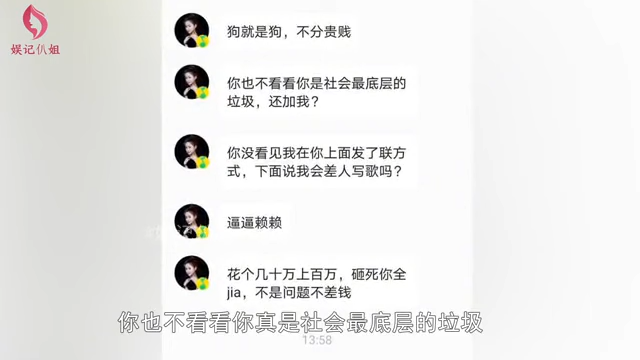 狗就是狗，不分贵贱
娱记仈姐
你也不看看你是社会最底层的
垃圾，还加我？
你没看见我在你上面发了联方
式，下面说我会差人写歌吗？
逼逼赖赖
花个几十万上百万，砸死你全
jia，不是问题不差钱
你也不看看你真是社会最底层的垃圾
13:58